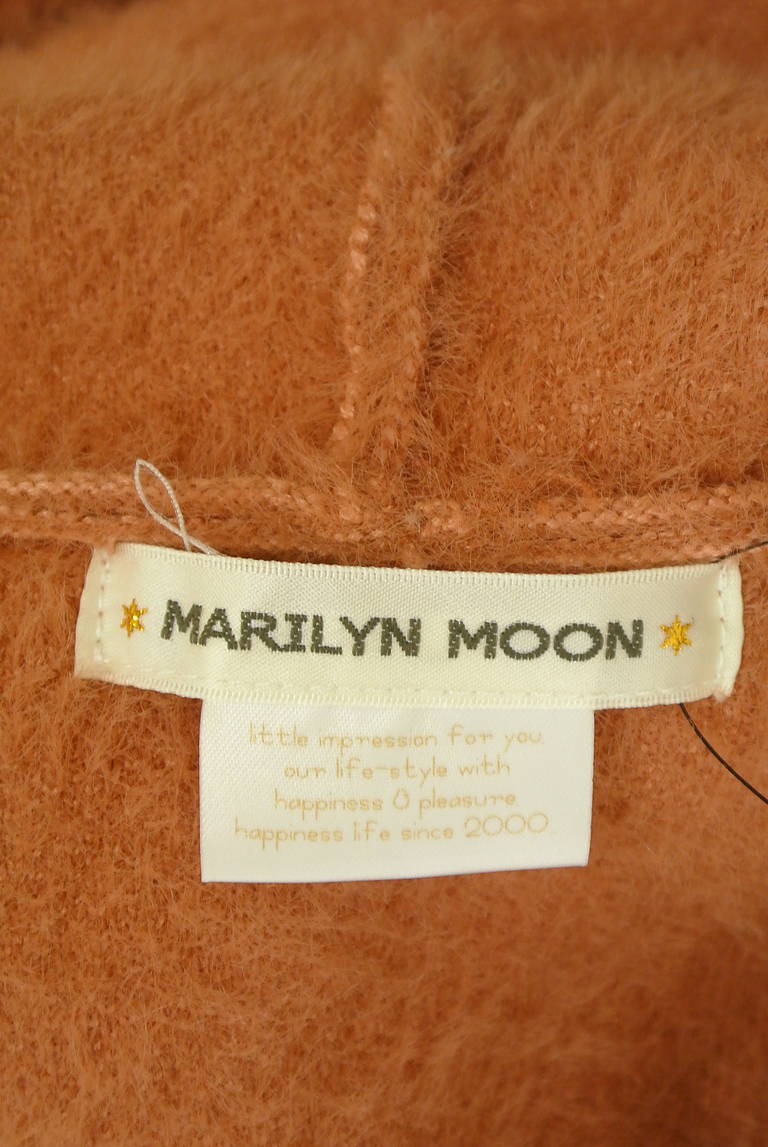 MARILYN MOON
little impression for you.
our life-style with
happiness & pleasure.
happiness life since 2000.